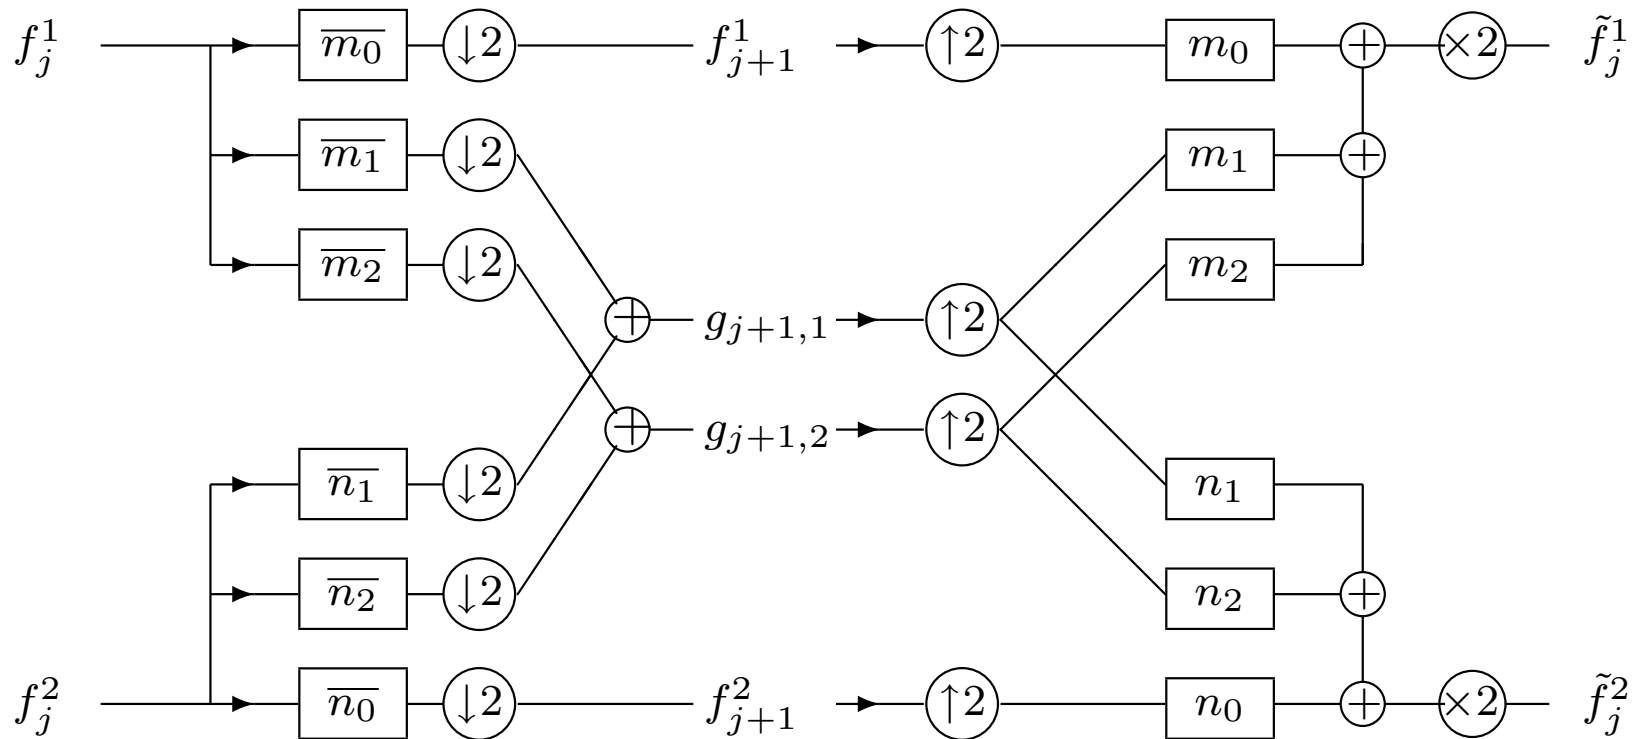 f_j^1 \overline{m_0} ↓2 f_{j+1}^1 ↑2 m_0 + ×2 \tilde{f}_j^1
\overline{m_1} ↓2 m_1 +
\overline{m_2} ↓2 m_2
+ g_{j+1,1} ↑2
+ g_{j+1,2} ↑2
\overline{n_1} ↓2 n_1
\overline{n_2} ↓2 n_2 +
f_j^2 \overline{n_0} ↓2 f_{j+1}^2 ↑2 n_0 + ×2 \tilde{f}_j^2